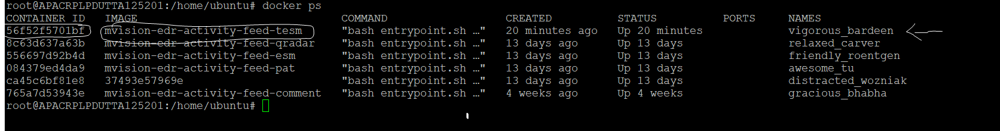 root@APACRPLPDUTTA125201:/home/ubuntu# docker ps
CONTAINER ID IMAGE COMMAND CREATED STATUS PORTS NAMES
56f52f5701bf mvision-edr-activity-feed-tesm "bash entrypoint.sh …" 20 minutes ago Up 20 minutes vigorous_bardeen
8c63d637a63b mvision-edr-activity-feed-qradar "bash entrypoint.sh …" 13 days ago Up 13 days relaxed_carver
556697d92b4d mvision-edr-activity-feed-esm "bash entrypoint.sh …" 13 days ago Up 13 days friendly_roentgen
084379ed4da9 mvision-edr-activity-feed-pat "bash entrypoint.sh …" 13 days ago Up 13 days awesome_tu
ca45c6bf81e8 37493e57969e "bash entrypoint.sh …" 13 days ago Up 13 days distracted_wozniak
765a7d53943e mvision-edr-activity-feed-comment "bash entrypoint.sh …" 4 weeks ago Up 4 weeks gracious_bhabha
root@APACRPLPDUTTA125201:/home/ubuntu#